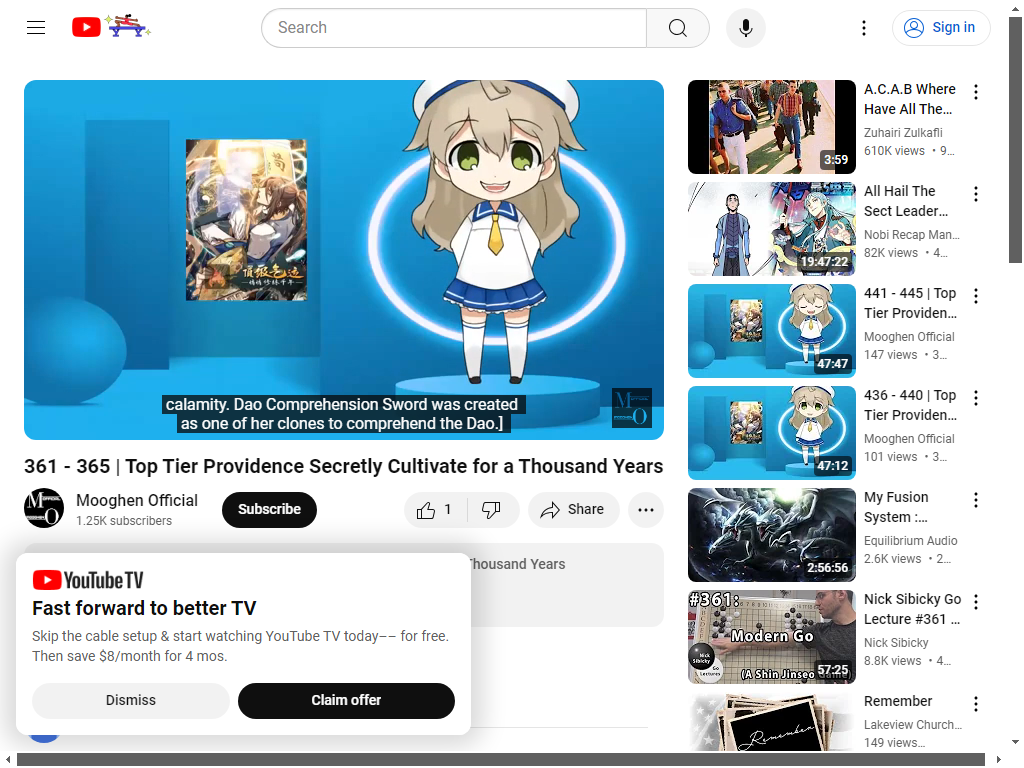 Search
Sign in
calamity. Dao Comprehension Sword was created
as one of her clones to comprehend the Dao.]
361 - 365 | Top Tier Providence Secretly Cultivate for a Thousand Years
Mooghen Official
1.25K subscribers
Subscribe
1
Share
Thousand Years
YouTube TV
Fast forward to better TV
Skip the cable setup & start watching YouTube TV today–– for free.
Then save $8/month for 4 mos.
Dismiss
Claim offer
3:59
A.C.A.B Where
Have All The…
Zuhairi Zulkafli
610K views • 9…
19:47:22
All Hail The
Sect Leader…
Nobi Recap Man…
82K views • 4…
47:47
441 - 445 | Top
Tier Providen…
Mooghen Official
147 views • 3…
47:12
436 - 440 | Top
Tier Providen…
Mooghen Official
101 views • 3…
2:56:56
My Fusion
System :…
Equilibrium Audio
2.6K views • 2…
#361:
Modern Go
Nick
Sibicky
Go
Lectures
(A Shin Jinseo Game)
57:25
Nick Sibicky Go
Lecture #361 …
Nick Sibicky
8.8K views • 4…
Remember
Remember
Lakeview Church…
149 views…